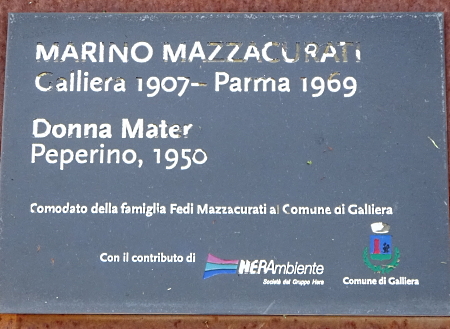 MARINO MAZZACURATI
Galliera 1907– Parma 1969
Donna Mater
Peperino, 1950
Comodato della famiglia Fedi Mazzacurati al Comune di Galliera
Con il contributo di
HERAmbiente
Società del Gruppo Hera
Comune di Galliera